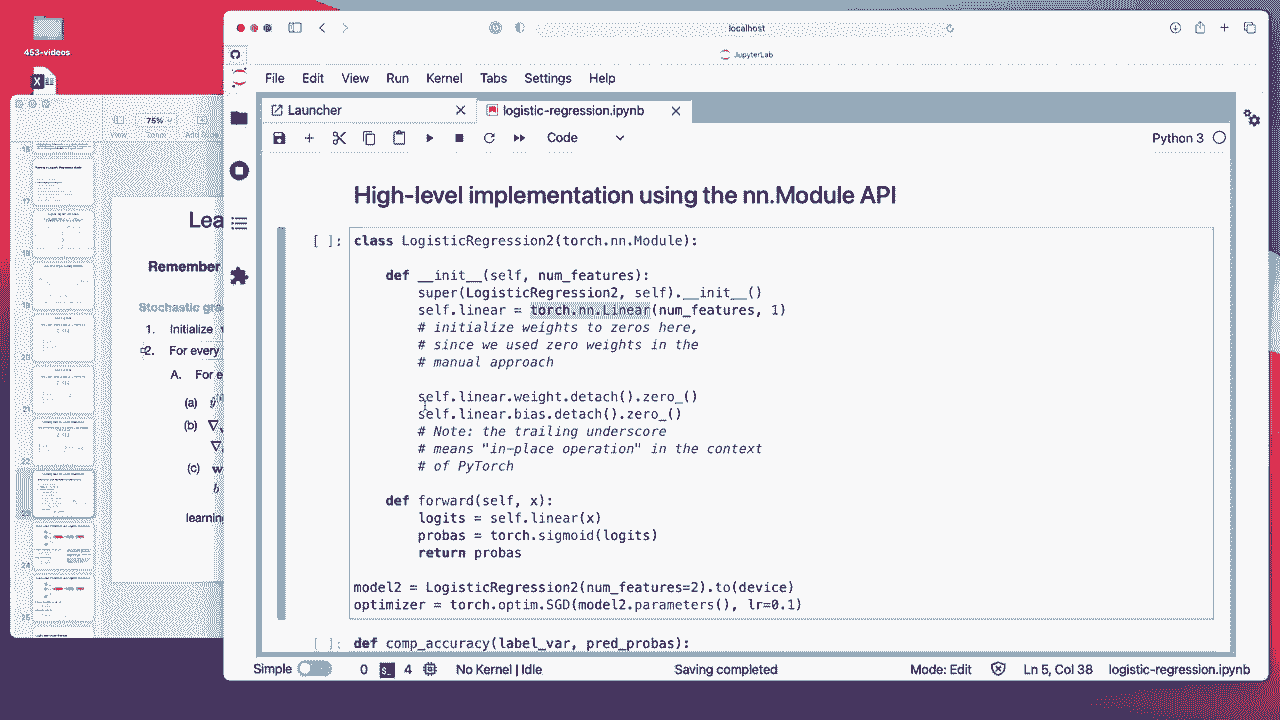 453-videos
localhost
JupyterLab
File Edit View Run Kernel Tabs Settings Help
Launcher
logistic-regression.ipynb
Code
Python 3
75%
High-level implementation using the nn.Module API
[ ]: class LogisticRegression2(torch.nn.Module):
def __init__(self, num_features):
super(LogisticRegression2, self).__init__()
self.linear = torch.nn.Linear(num_features, 1)
# initialize weights to zeros here,
# since we used zero weights in the
# manual approach
self.linear.weight.detach().zero_()
self.linear.bias.detach().zero_()
# Note: the trailing underscore
# means "in-place operation" in the context
# of PyTorch
def forward(self, x):
logits = self.linear(x)
probas = torch.sigmoid(logits)
return probas
model2 = LogisticRegression2(num_features=2).to(device)
optimizer = torch.optim.SGD(model2.parameters(), lr=0.1)
[ ]: def comp_accuracy(label_var, pred_probas):
Simple 0 4 No Kernel | Idle Saving completed Mode: Edit Ln 5, Col 38 logistic-regression.ipynb
Lea
Remember
Stochastic gra
1. Initialize
2. For every
A. For e
(a)
(b)
(c) w
learning